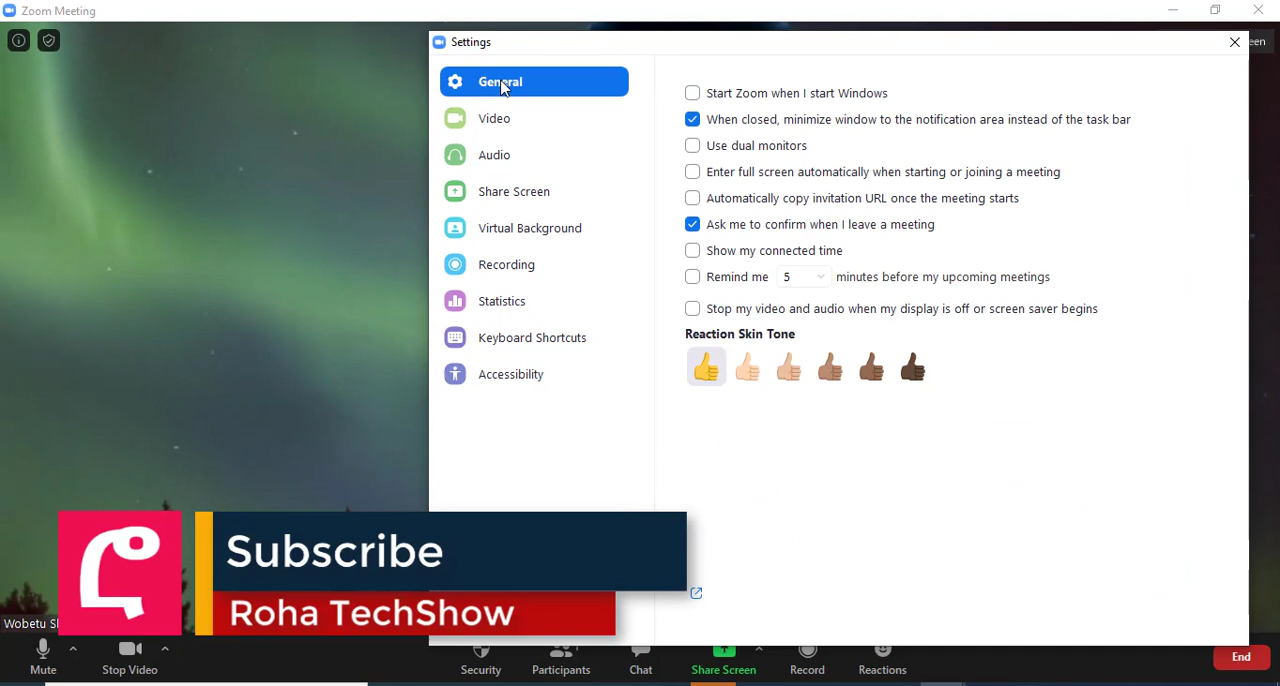 Zoom Meeting
Settings
General
Video
Audio
Share Screen
Virtual Background
Recording
Statistics
Keyboard Shortcuts
Accessibility
Start Zoom when I start Windows
When closed, minimize window to the notification area instead of the task bar
Use dual monitors
Enter full screen automatically when starting or joining a meeting
Automatically copy invitation URL once the meeting starts
Ask me to confirm when I leave a meeting
Show my connected time
Remind me 5 minutes before my upcoming meetings
Stop my video and audio when my display is off or screen saver begins
Reaction Skin Tone
Subscribe
Roha TechShow
Wobetu
Mute
Stop Video
Security
Participants
Chat
Share Screen
Record
Reactions
End